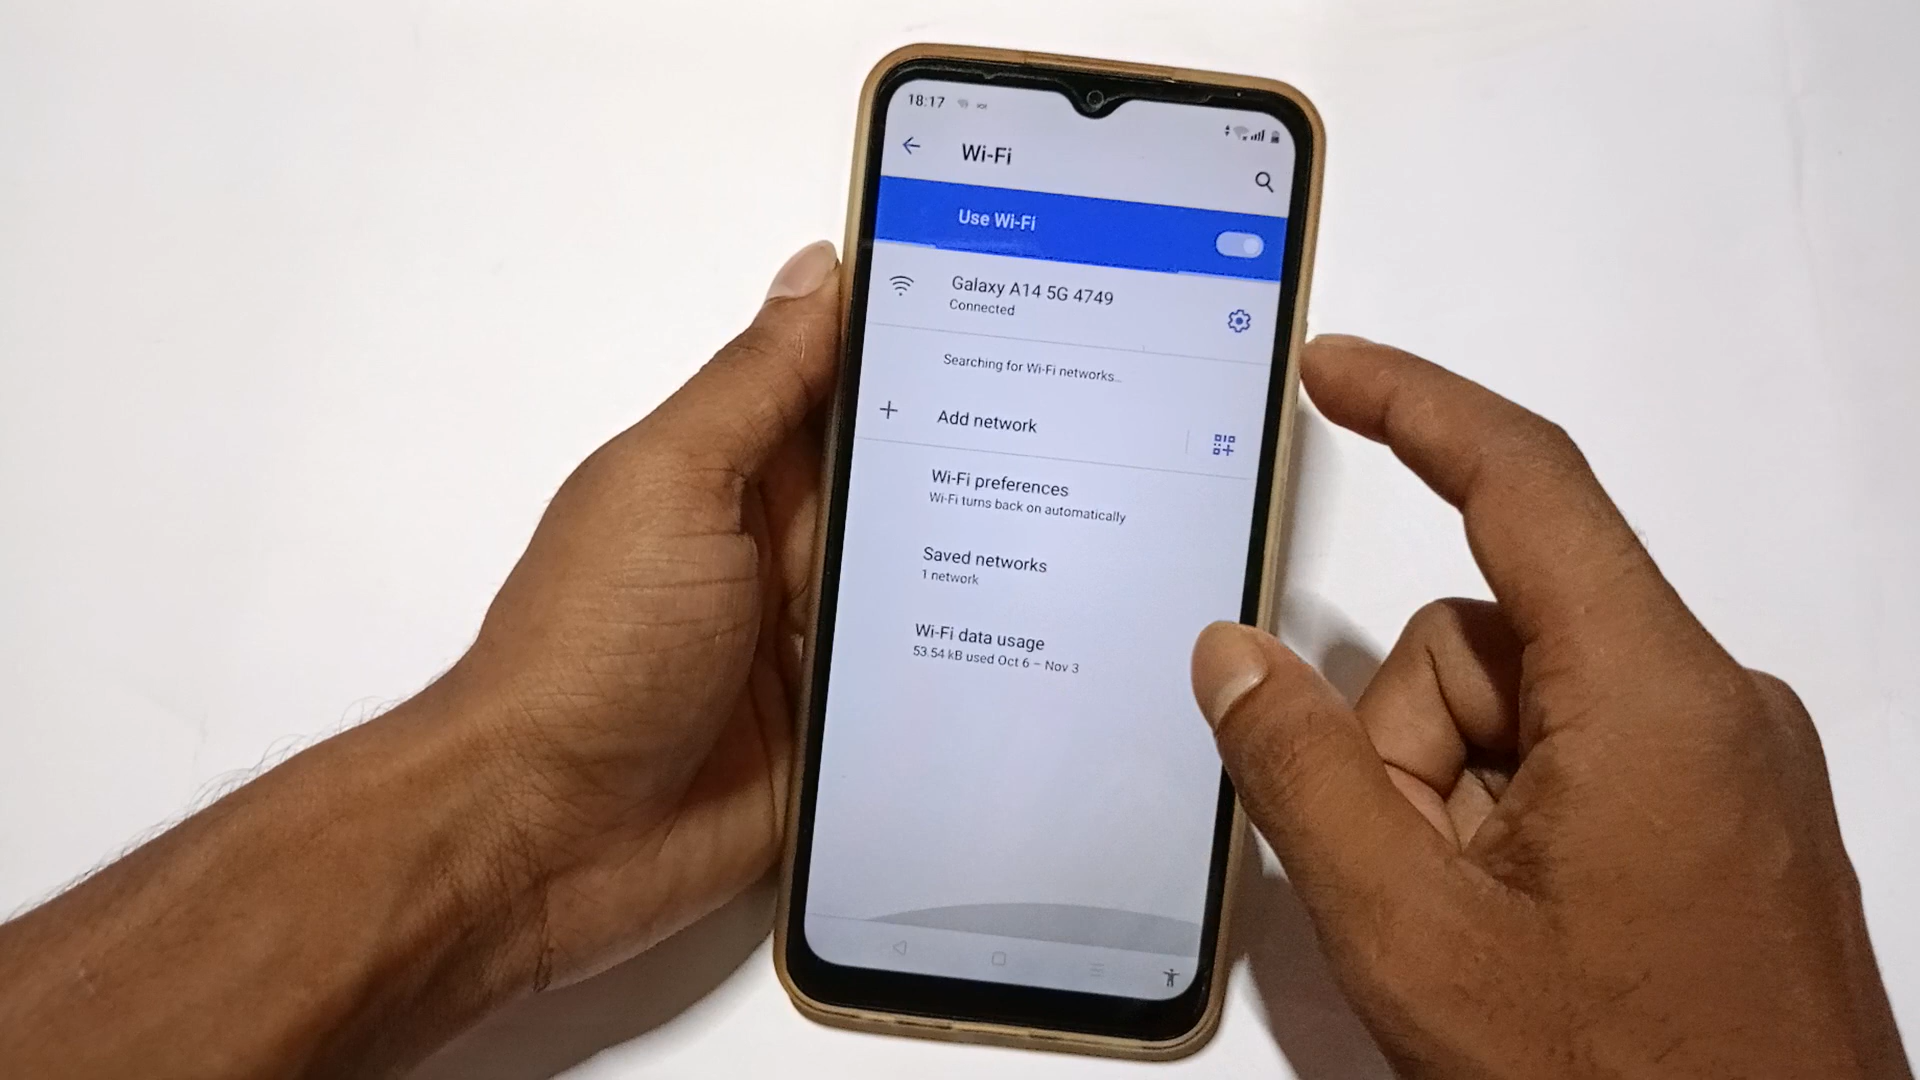 18:17
Wi-Fi
Use Wi-Fi
Galaxy A14 5G 4749
Connected
Searching for Wi-Fi networks…
Add network
Wi-Fi preferences
Wi-Fi turns back on automatically
Saved networks
1 network
Wi-Fi data usage
53.54 kB used Oct 6 – Nov 3